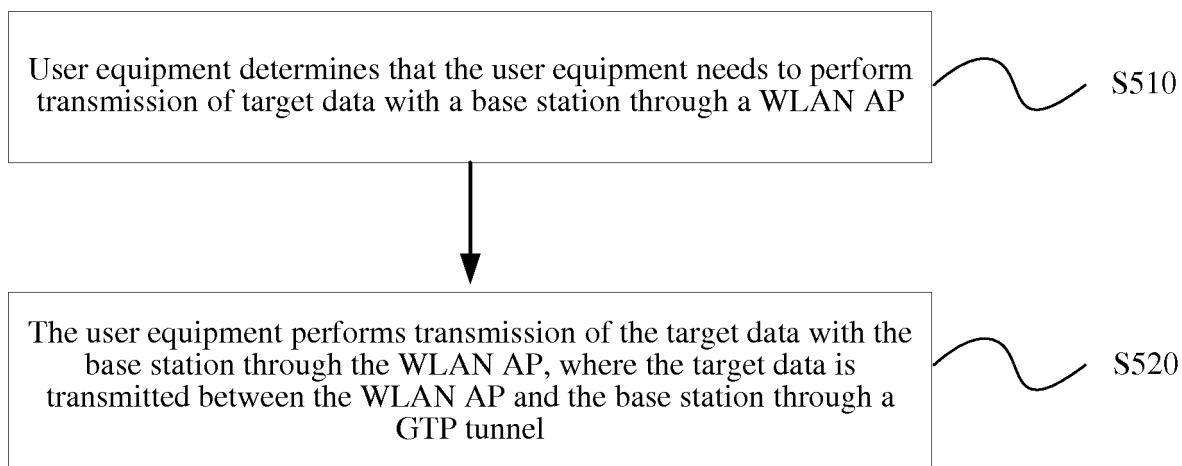 User equipment determines that the user equipment needs to perform
transmission of target data with a base station through a WLAN AP
S510
The user equipment performs transmission of the target data with the
base station through the WLAN AP, where the target data is
transmitted between the WLAN AP and the base station through a
GTP tunnel
S520